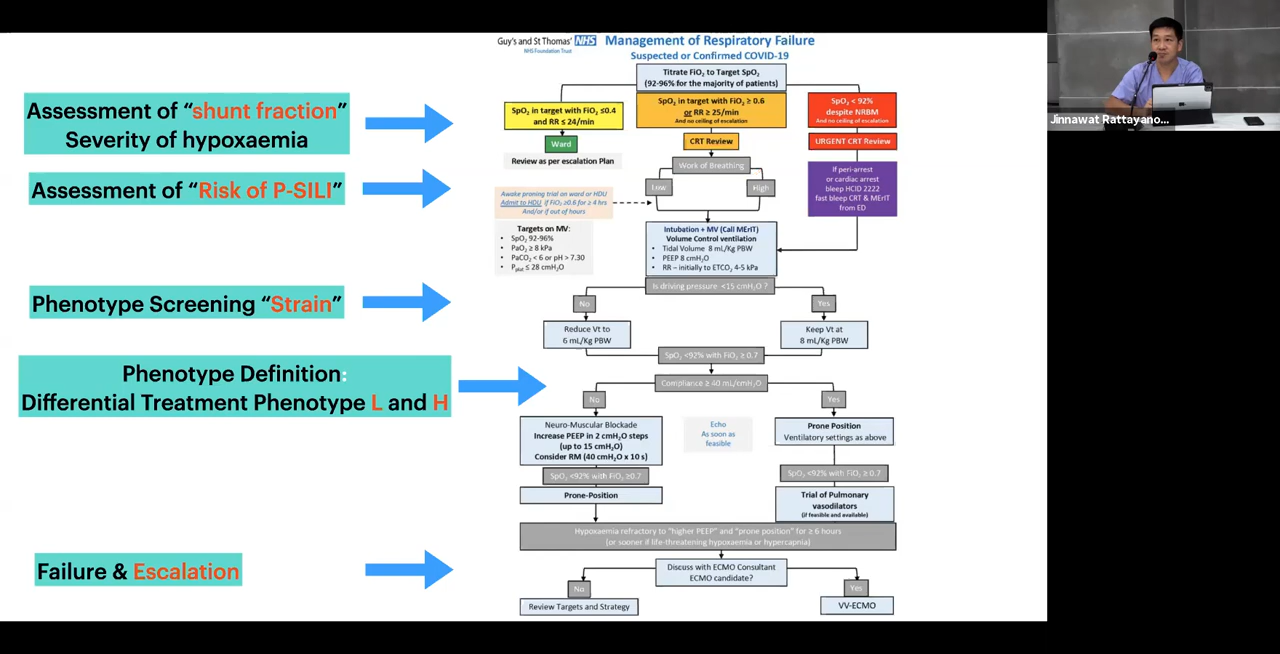 Guy's and St Thomas' NHS
NHS Foundation Trust
Management of Respiratory Failure
Suspected or Confirmed COVID-19
Jinnawat Rattayano...
Assessment of "shunt fraction"
Severity of hypoxaemia
Assessment of "Risk of P-SILI"
Phenotype Screening "Strain"
Phenotype Definition:
Differential Treatment Phenotype L and H
Failure & Escalation
Titrate FiO₂ to Target SpO₂
(92-96% for the majority of patients)
SpO₂ in target with FiO₂ ≤0.4
and RR ≤ 24/min
Ward
Review as per escalation Plan
SpO₂ in target with FiO₂ ≥ 0.6
or RR ≥ 25/min
And no ceiling of escalation
CRT Review
SpO₂ < 92%
despite NRBM
And no ceiling of escalation
URGENT CRT Review
Work of Breathing
Low
High
If peri-arrest
or cardiac arrest
bleep HCID 2222
fast bleep CRT & MErIT
from ED
Awake proning trial on ward or HDU
Admit to HDU if FiO₂ ≥0.6 for ≥ 4 hrs
And/or if out of hours
Targets on MV:
• SpO₂ 92-96%
• PaO₂ ≥ 8 kPa
• PaCO₂ < 6 or pH > 7.30
• Pplat ≤ 28 cmH₂O
Intubation + MV (Call MErIT)
Volume Control ventilation
• Tidal Volume 8 mL/Kg PBW
• PEEP 8 cmH₂O
• RR – initially to ETCO₂ 4-5 kPa
Is driving pressure <15 cmH₂O ?
No
Yes
Reduce Vt to
6 mL/Kg PBW
Keep Vt at
8 mL/Kg PBW
SpO₂ <92% with FiO₂ ≥ 0.7
Compliance ≥ 40 mL/cmH₂O
No
Yes
Neuro-Muscular Blockade
Increase PEEP in 2 cmH₂O steps
(up to 15 cmH₂O)
Consider RM (40 cmH₂O x 10 s)
Echo
As soon as
feasible
Prone Position
Ventilatory settings as above
SpO₂ <92% with FiO₂ ≥0.7
SpO₂ <92% with FiO₂ ≥ 0.7
Prone-Position
Trial of Pulmonary
vasodilators
(if feasible and available)
Hypoxaemia refractory to "higher PEEP" and "prone position" for ≥ 6 hours
(or sooner if life-threatening hypoxaemia or hypercapnia)
Discuss with ECMO Consultant
ECMO candidate?
No
Yes
Review Targets and Strategy
VV-ECMO